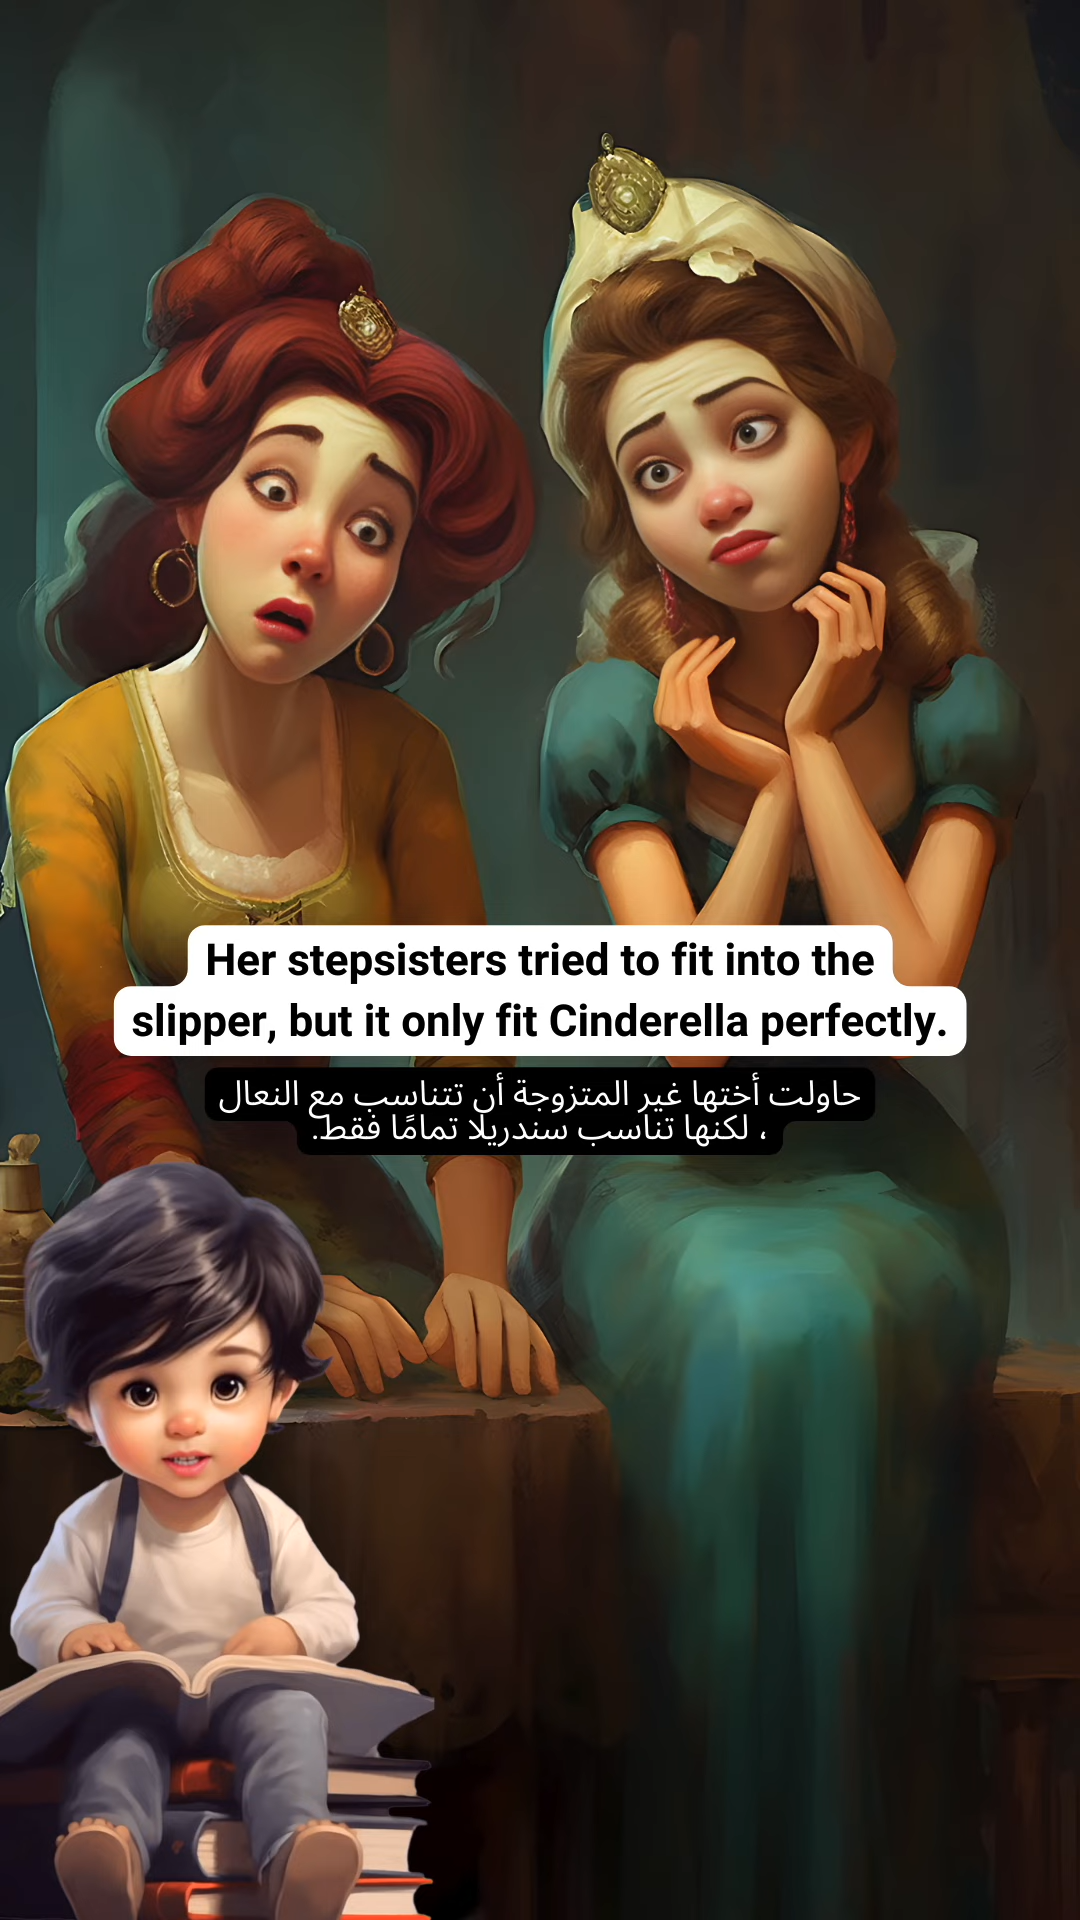 Her stepsisters tried to fit into the
slipper, but it only fit Cinderella perfectly.
حاولت أختها غير المتزوجة أن تتناسب مع النعال
، لكنها تناسب سندريلا تمامًا فقط.